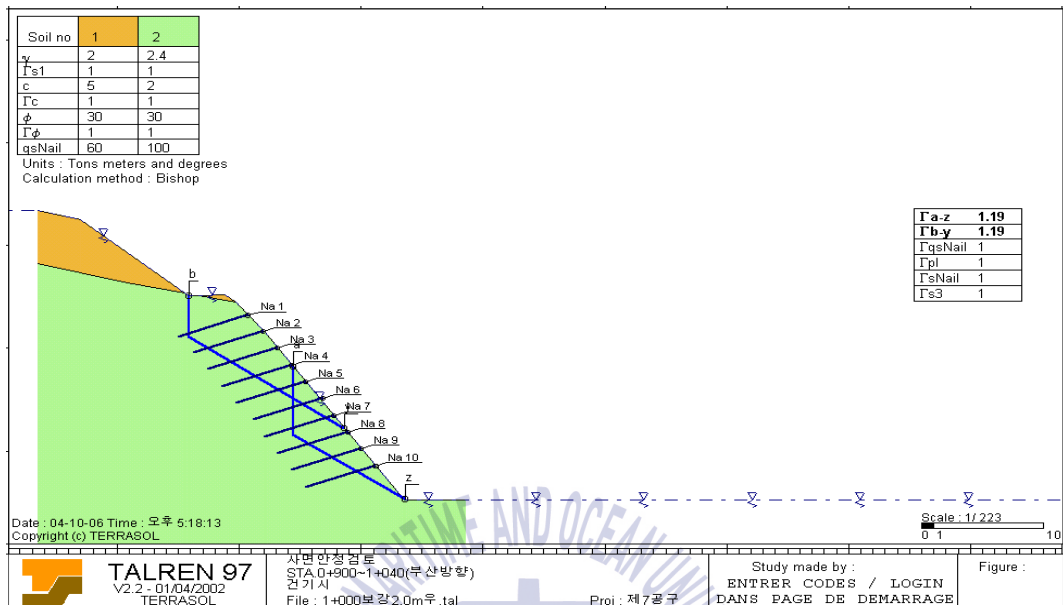 Soil no 1 2
γ 2 2.4
Γs1 1 1
c 5 2
Γc 1 1
ϕ 30 30
Γϕ 1 1
qsNail 60 100
Units : Tons meters and degrees
Calculation method : Bishop
Γa-z 1.19
Γb-y 1.19
ΓqsNail 1
Γpl 1
ΓsNail 1
Γs3 1
b
Na 1
Na 2
Na 3
a
Na 4
Na 5
Na 6
Na 7
Na 8
Na 9
Na 10
z
Date : 04-10-06 Time : 오후 5:18:13
Copyright (c) TERRASOL
Scale : 1/ 223
0 1 10
MARITIME AND OCEAN UNI
TALREN 97
V2.2 - 01/04/2002
TERRASOL
사면안정검토
STA.0+900~1+040(부산방향)
건기시
File : 1+000보강2.0m우.tal
Proj : 제7공구
Study made by :
ENTRER CODES / LOGIN
DANS PAGE DE DEMARRAGE
Figure :